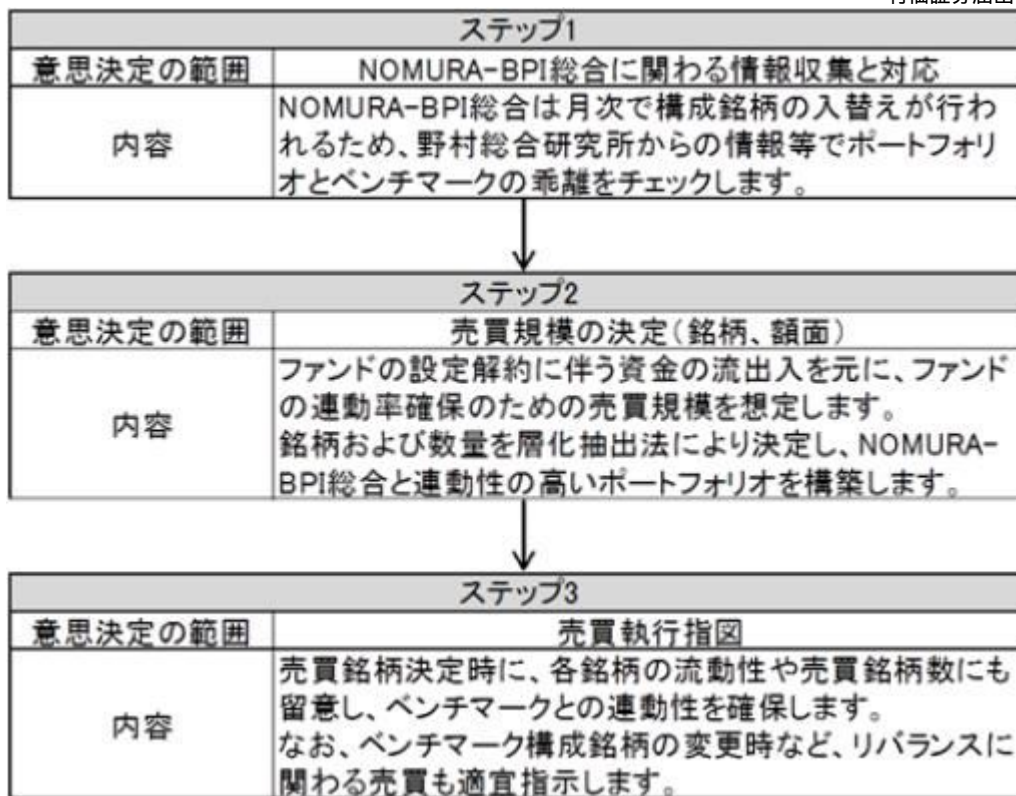 ステップ1
意思決定の範囲 NOMURA-BPI総合に関わる情報収集と対応
内容
NOMURA-BPI総合は月次で構成銘柄の入替えが行わ
れるため、野村総合研究所からの情報等でポートフォリ
オとベンチマークの乖離をチェックします。
ステップ2
意思決定の範囲 売買規模の決定(銘柄、額面)
内容
ファンドの設定解約に伴う資金の流出入を元に、ファンド
の連動率確保のための売買規模を想定します。
銘柄および数量を層化抽出法により決定し、NOMURA-
BPI総合と連動性の高いポートフォリオを構築します。
ステップ3
意思決定の範囲 売買執行指図
内容
売買銘柄決定時に、各銘柄の流動性や売買銘柄数にも
留意し、ベンチマークとの連動性を確保します。
なお、ベンチマーク構成銘柄の変更時など、リバランスに
関わる売買も適宜指示します。